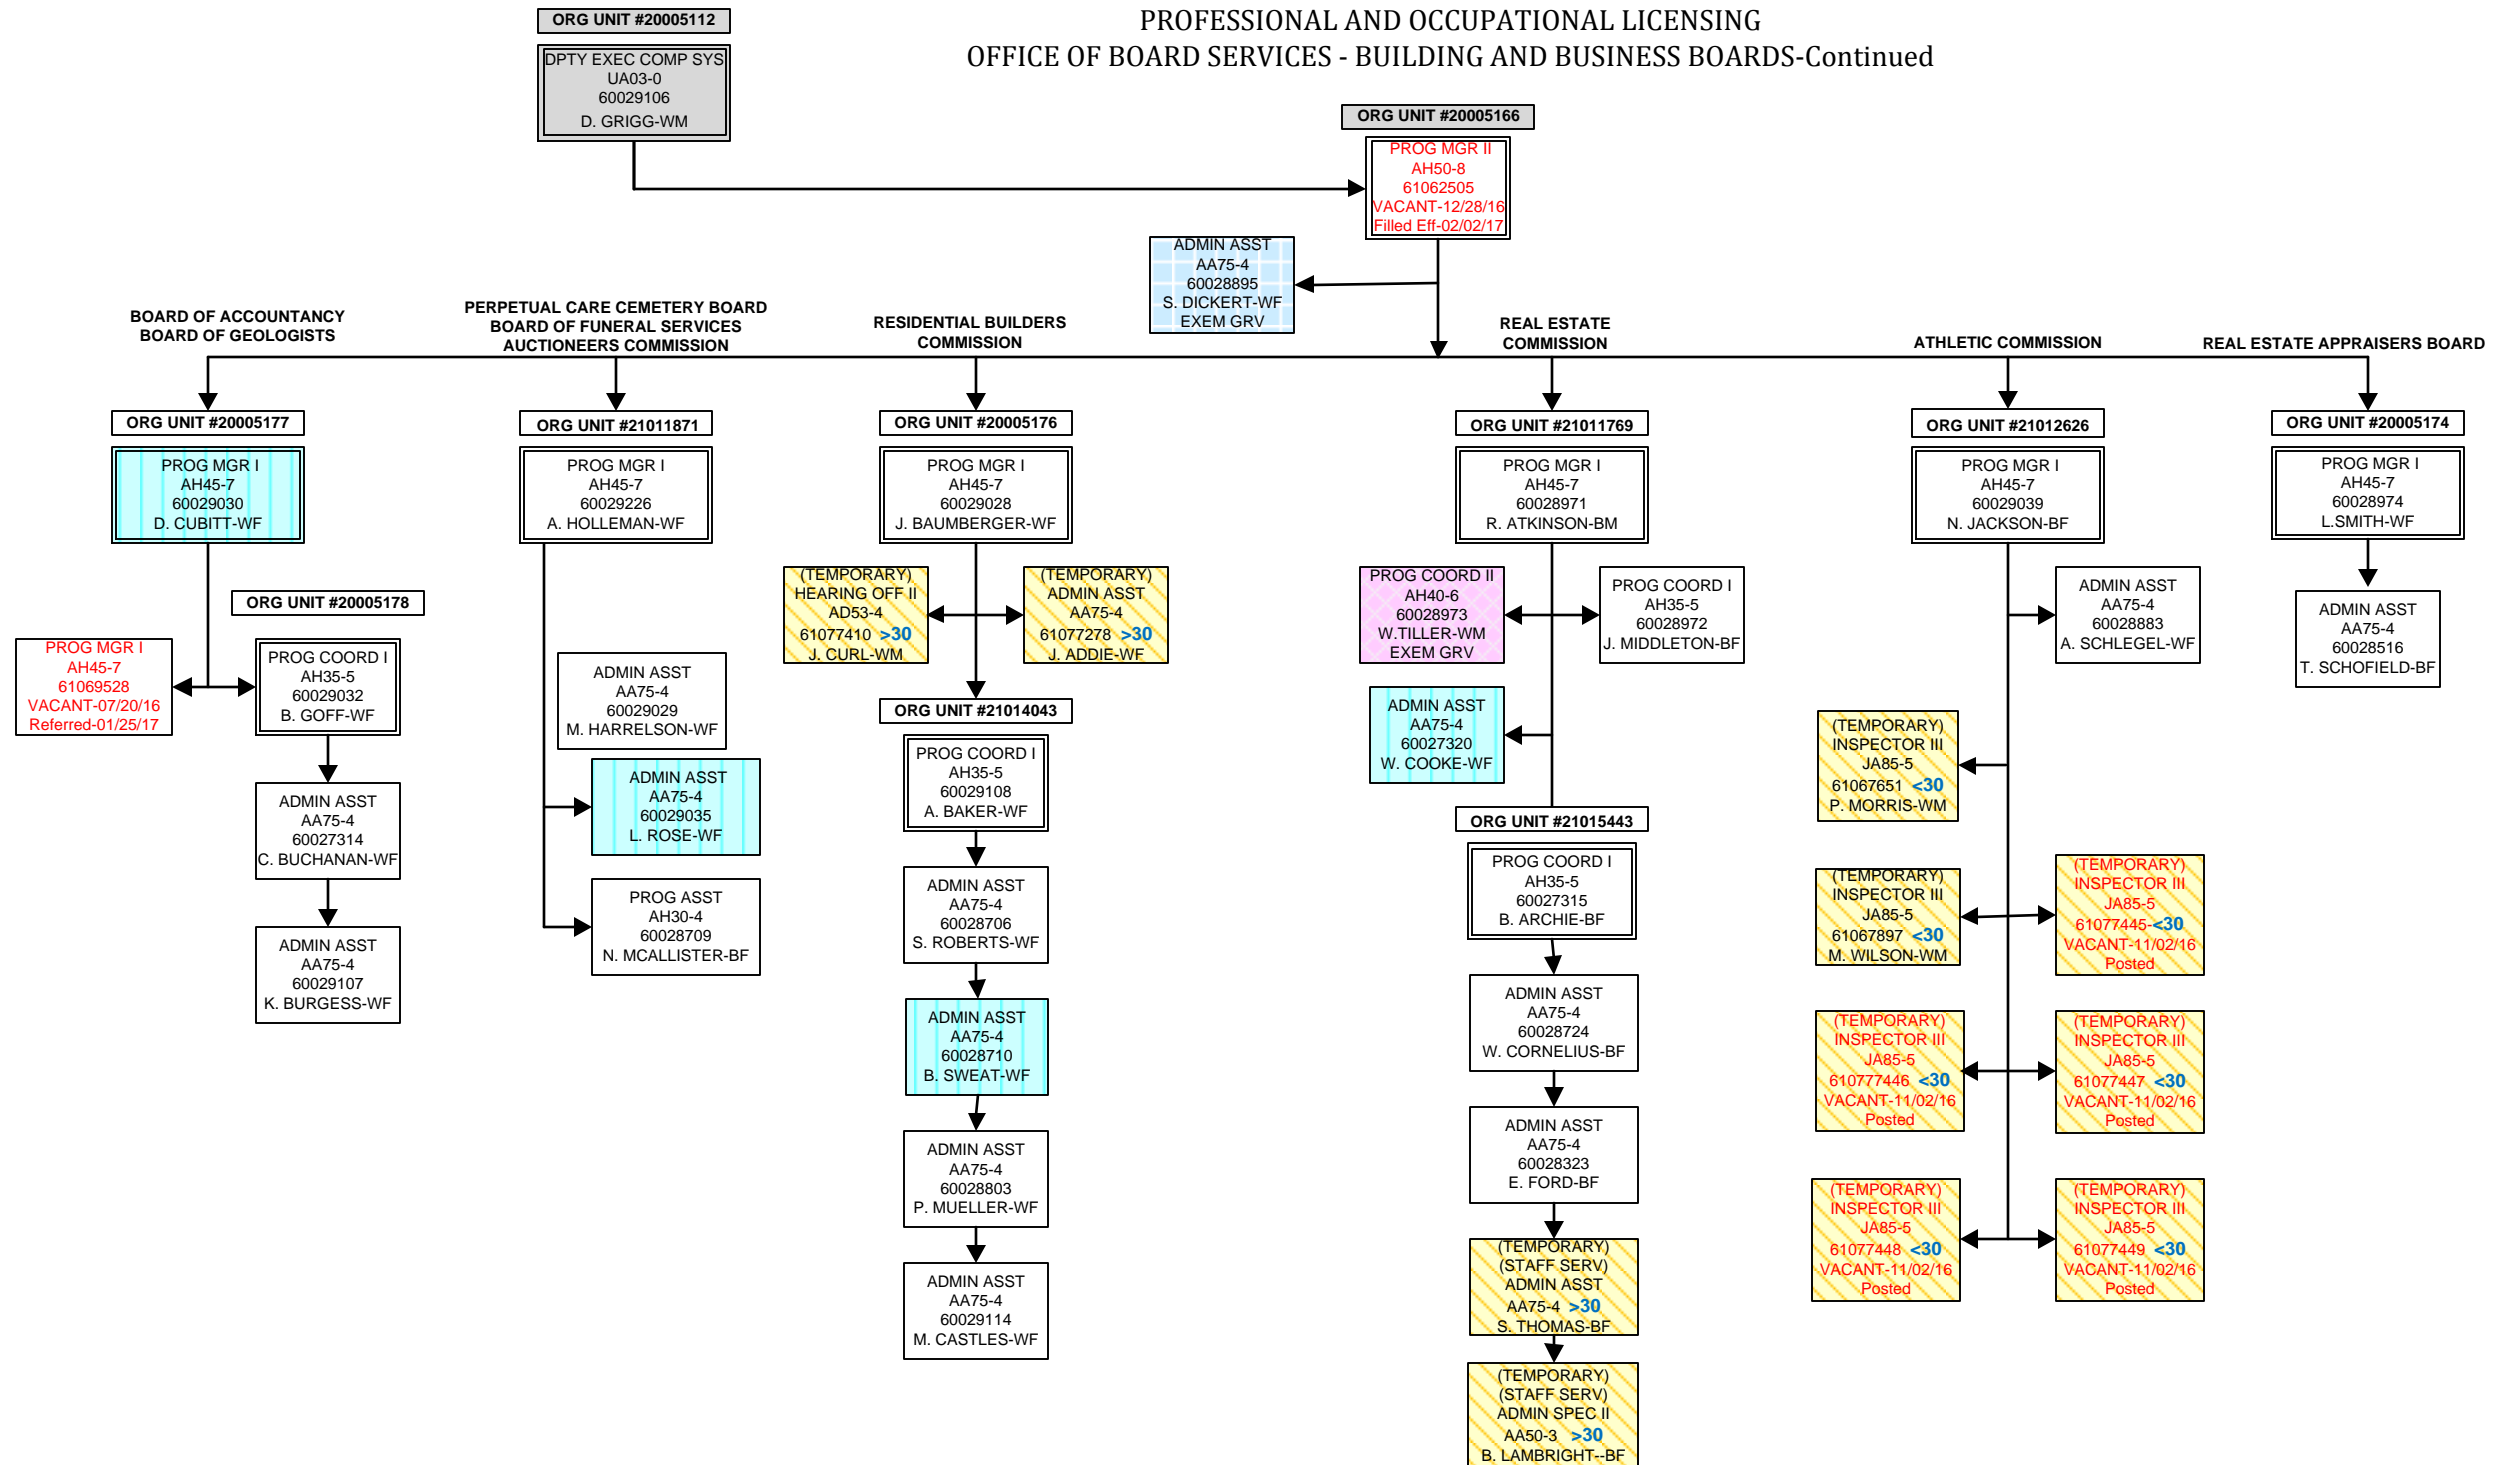 PROFESSIONAL AND OCCUPATIONAL LICENSING
OFFICE OF BOARD SERVICES - BUILDING AND BUSINESS BOARDS-Continued
ORG UNIT #20005112
DPTY EXEC COMP SYS
UA03-0
60029106
D. GRIGG-WM
ORG UNIT #20005166
PROG MGR II
AH50-8
61062505
VACANT-12/28/16
Filled Eff-02/02/17
ADMIN ASST
AA75-4
60028895
S. DICKERT-WF
EXEM GRV
BOARD OF ACCOUNTANCY
BOARD OF GEOLOGISTS
ORG UNIT #20005177
PROG MGR I
AH45-7
60029030
D. CUBITT-WF
PROG MGR I
AH45-7
61069528
VACANT-07/20/16
Referred-01/25/17
ORG UNIT #20005178
PROG COORD I
AH35-5
60029032
B. GOFF-WF
ADMIN ASST
AA75-4
60027314
C. BUCHANAN-WF
ADMIN ASST
AA75-4
60029107
K. BURGESS-WF
PERPETUAL CARE CEMETERY BOARD
BOARD OF FUNERAL SERVICES
AUCTIONEERS COMMISSION
ORG UNIT #21011871
PROG MGR I
AH45-7
60029226
A. HOLLEMAN-WF
ADMIN ASST
AA75-4
60029029
M. HARRELSON-WF
ADMIN ASST
AA75-4
60029035
L. ROSE-WF
PROG ASST
AH30-4
60028709
N. MCALLISTER-BF
RESIDENTIAL BUILDERS
COMMISSION
ORG UNIT #20005176
PROG MGR I
AH45-7
60029028
J. BAUMBERGER-WF
(TEMPORARY)
HEARING OFF II
AD53-4
61077410 >30
J. CURL-WM
(TEMPORARY)
ADMIN ASST
AA75-4
61077278 >30
J. ADDIE-WF
ORG UNIT #21014043
PROG COORD I
AH35-5
60029108
A. BAKER-WF
ADMIN ASST
AA75-4
60028706
S. ROBERTS-WF
ADMIN ASST
AA75-4
60028710
B. SWEAT-WF
ADMIN ASST
AA75-4
60028803
P. MUELLER-WF
ADMIN ASST
AA75-4
60029114
M. CASTLES-WF
REAL ESTATE
COMMISSION
ORG UNIT #21011769
PROG MGR I
AH45-7
60028971
R. ATKINSON-BM
PROG COORD II
AH40-6
60028973
W.TILLER-WM
EXEM GRV
PROG COORD I
AH35-5
60028972
J. MIDDLETON-BF
ADMIN ASST
AA75-4
60027320
W. COOKE-WF
ORG UNIT #21015443
PROG COORD I
AH35-5
60027315
B. ARCHIE-BF
ADMIN ASST
AA75-4
60028724
W. CORNELIUS-BF
ADMIN ASST
AA75-4
60028323
E. FORD-BF
(TEMPORARY)
(STAFF SERV)
ADMIN ASST
AA75-4 >30
S. THOMAS-BF
(TEMPORARY)
(STAFF SERV)
ADMIN SPEC II
AA50-3 >30
B. LAMBRIGHT--BF
ATHLETIC COMMISSION
ORG UNIT #21012626
PROG MGR I
AH45-7
60029039
N. JACKSON-BF
ADMIN ASST
AA75-4
60028883
A. SCHLEGEL-WF
(TEMPORARY)
INSPECTOR III
JA85-5
61067651 <30
P. MORRIS-WM
(TEMPORARY)
INSPECTOR III
JA85-5
61067897 <30
M. WILSON-WM
(TEMPORARY)
INSPECTOR III
JA85-5
61077445-<30
VACANT-11/02/16
Posted
(TEMPORARY)
INSPECTOR III
JA85-5
610777446 <30
VACANT-11/02/16
Posted
(TEMPORARY)
INSPECTOR III
JA85-5
61077447 <30
VACANT-11/02/16
Posted
(TEMPORARY)
INSPECTOR III
JA85-5
61077448 <30
VACANT-11/02/16
Posted
(TEMPORARY)
INSPECTOR III
JA85-5
61077449 <30
VACANT-11/02/16
Posted
REAL ESTATE APPRAISERS BOARD
ORG UNIT #20005174
PROG MGR I
AH45-7
60028974
L.SMITH-WF
ADMIN ASST
AA75-4
60028516
T. SCHOFIELD-BF